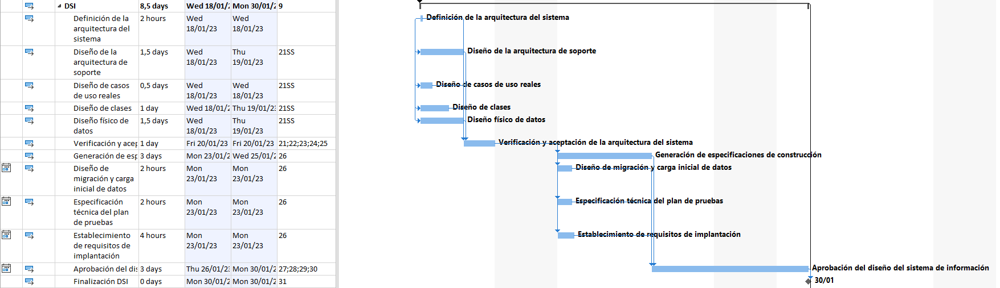 DSI 8,5 days Wed 18/01/2 Mon 30/01/2 9
Definición de la arquitectura del sistema 2 hours Wed 18/01/23 Wed 18/01/23
Diseño de la arquitectura de soporte 1,5 days Wed 18/01/23 Thu 19/01/23 21SS
Diseño de casos de uso reales 0,5 days Wed 18/01/23 Wed 18/01/23 21SS
Diseño de clases 1 day Wed 18/01/2 Thu 19/01/23 21SS
Diseño físico de datos 1,5 days Wed 18/01/23 Thu 19/01/23 21SS
Verificación y acep 1 day Fri 20/01/23 Fri 20/01/23 21;22;23;24;25
Generación de esp 3 days Mon 23/01/2 Wed 25/01/2 26
Diseño de migración y carga inicial de datos 2 hours Mon 23/01/23 Mon 23/01/23 26
Especificación técnica del plan de pruebas 2 hours Mon 23/01/23 Mon 23/01/23 26
Establecimiento de requisitos de implantación 4 hours Mon 23/01/23 Mon 23/01/23 26
Aprobación del dis 3 days Thu 26/01/23 Mon 30/01/2 27;28;29;30
Finalización DSI 0 days Mon 30/01/2 Mon 30/01/2 31
Definición de la arquitectura del sistema
Diseño de la arquitectura de soporte
Diseño de casos de uso reales
Diseño de clases
Diseño físico de datos
Verificación y aceptación de la arquitectura del sistema
Generación de especificaciones de construcción
Diseño de migración y carga inicial de datos
Especificación técnica del plan de pruebas
Establecimiento de requisitos de implantación
Aprobación del diseño del sistema de información
30/01